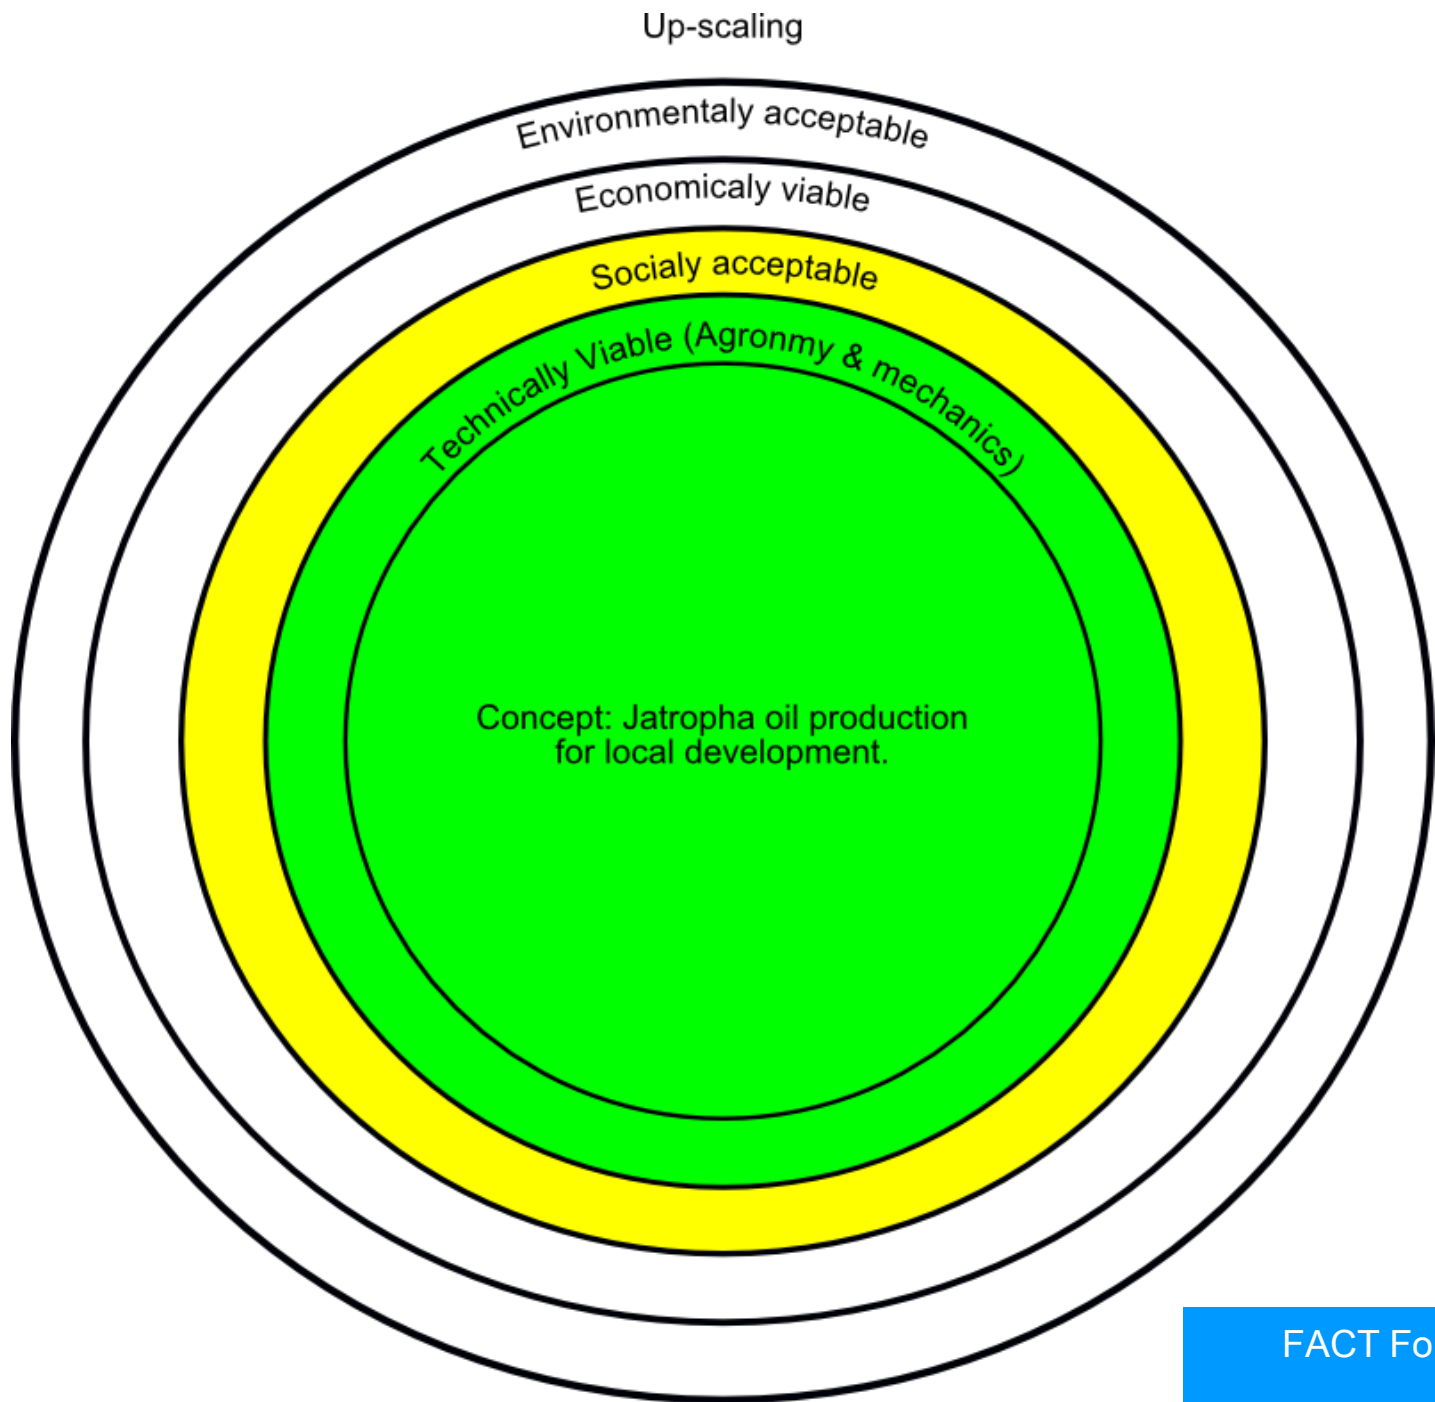 Up-scaling
Environmentaly acceptable
Economicaly viable
Socialy acceptable
Technically Viable (Agronmy & mechanics)
Concept: Jatropha oil production
for local development.
FACT Fo